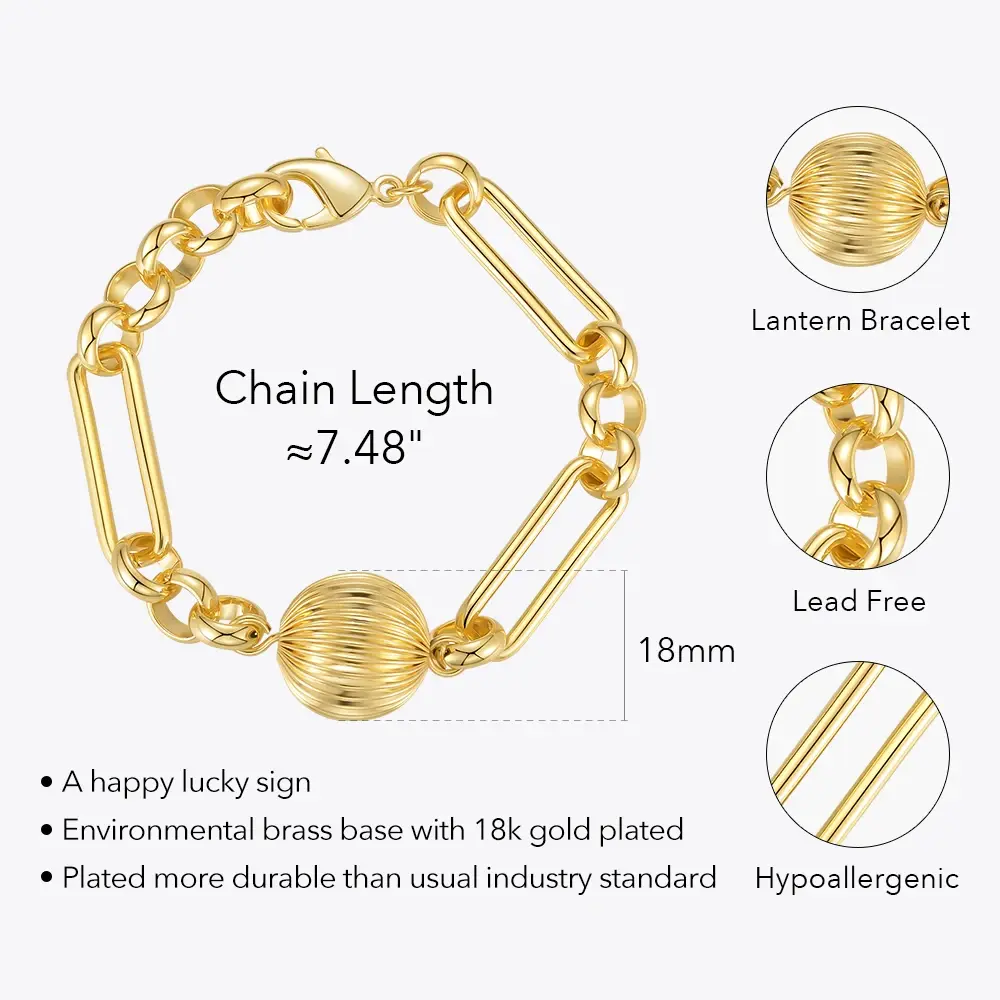 Chain Length
≈7.48"
18mm
Lantern Bracelet
Lead Free
Hypoallergenic
• A happy lucky sign
• Environmental brass base with 18k gold plated
• Plated more durable than usual industry standard